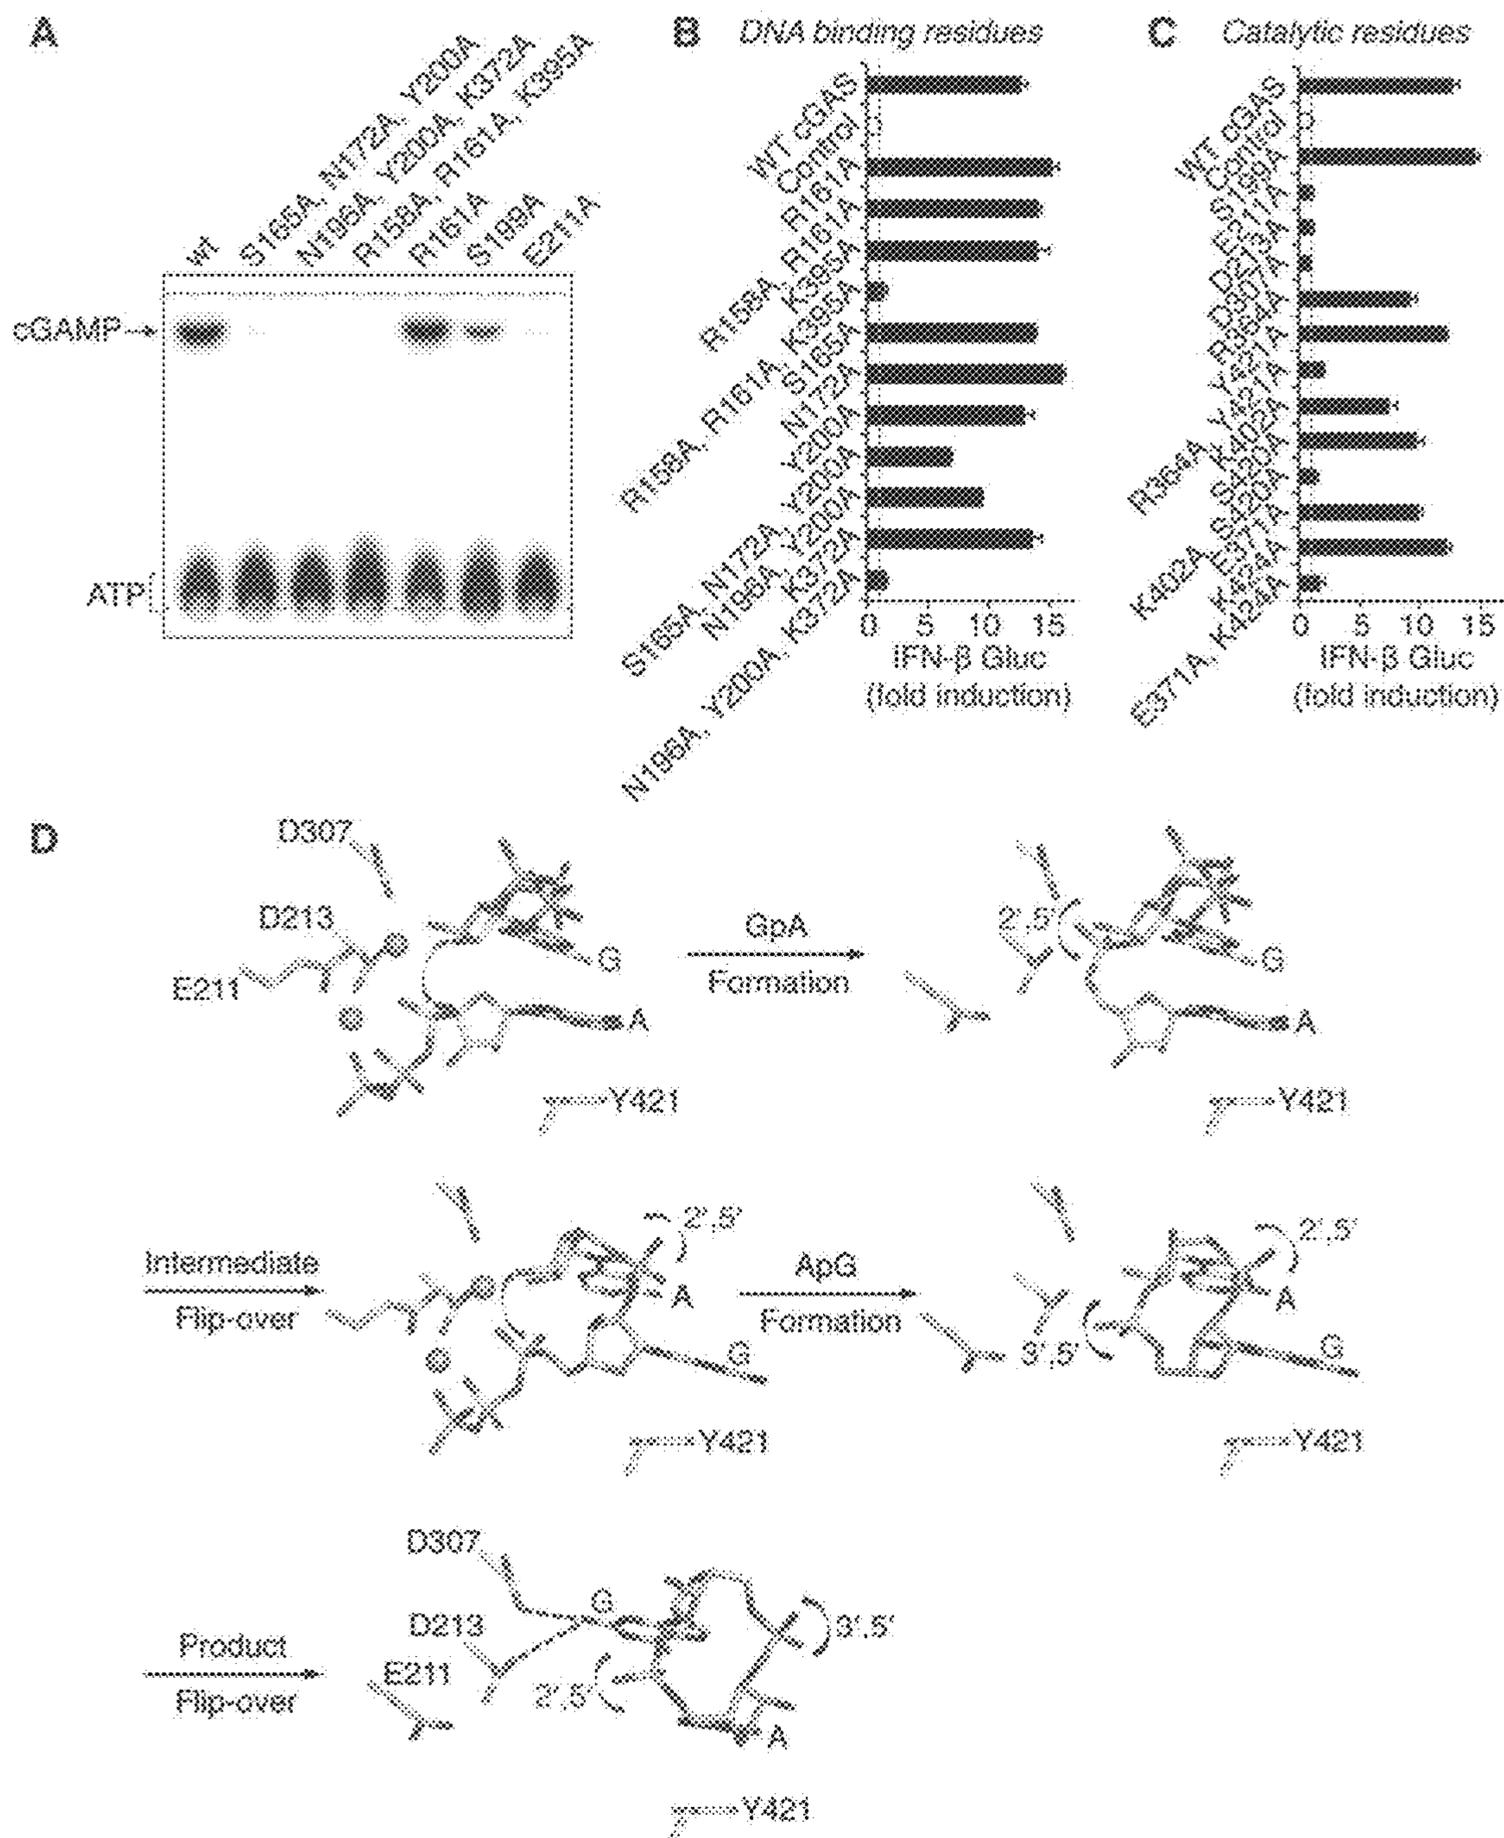 A
wt
S165A, N172A, Y200A
N196A, Y200A, K372A
R158A, R161A, K395A
R161A
S199A
E211A
cGAMP
ATP
B
DNA binding residues
WT cGAS
Control
R161A
R158A, R161A
K395A
R158A, R161A, K395A
S165A
N172A
Y200A
S165A, N172A, Y200A
N196A, Y200A
K372A
N196A, Y200A, K372A
0 5 10 15
IFN-β Gluc
(fold induction)
C
Catalytic residues
WT cGAS
Control
S199A
E211A
D213A
D307A
R364A
Y421A
R364A, Y421A
K402A
S420A
K402A, S420A
E371A
K424A
E371A, K424A
0 5 10 15
IFN-β Gluc
(fold induction)
D
D307
D213
E211
G
A
Y421
GpA
Formation
2',5'
G
A
Y421
Intermediate
Flip-over
2',5'
A
G
Y421
ApG
Formation
2',5'
A
3',5'
G
Y421
Product
Flip-over
D307
D213
E211
G
3',5'
2',5'
A
Y421